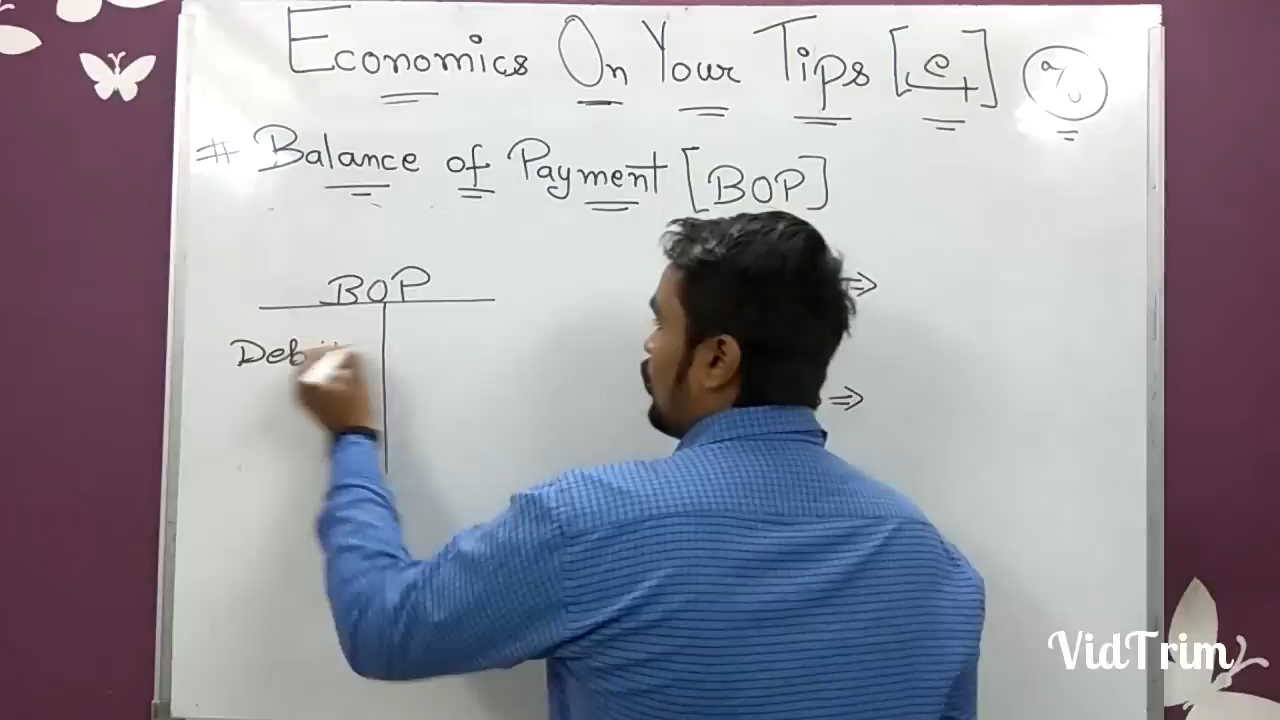 Economics On Your Tips [e+]
# Balance of Payment [BOP]
BOP
⇒
Deb
⇒
VidTrim